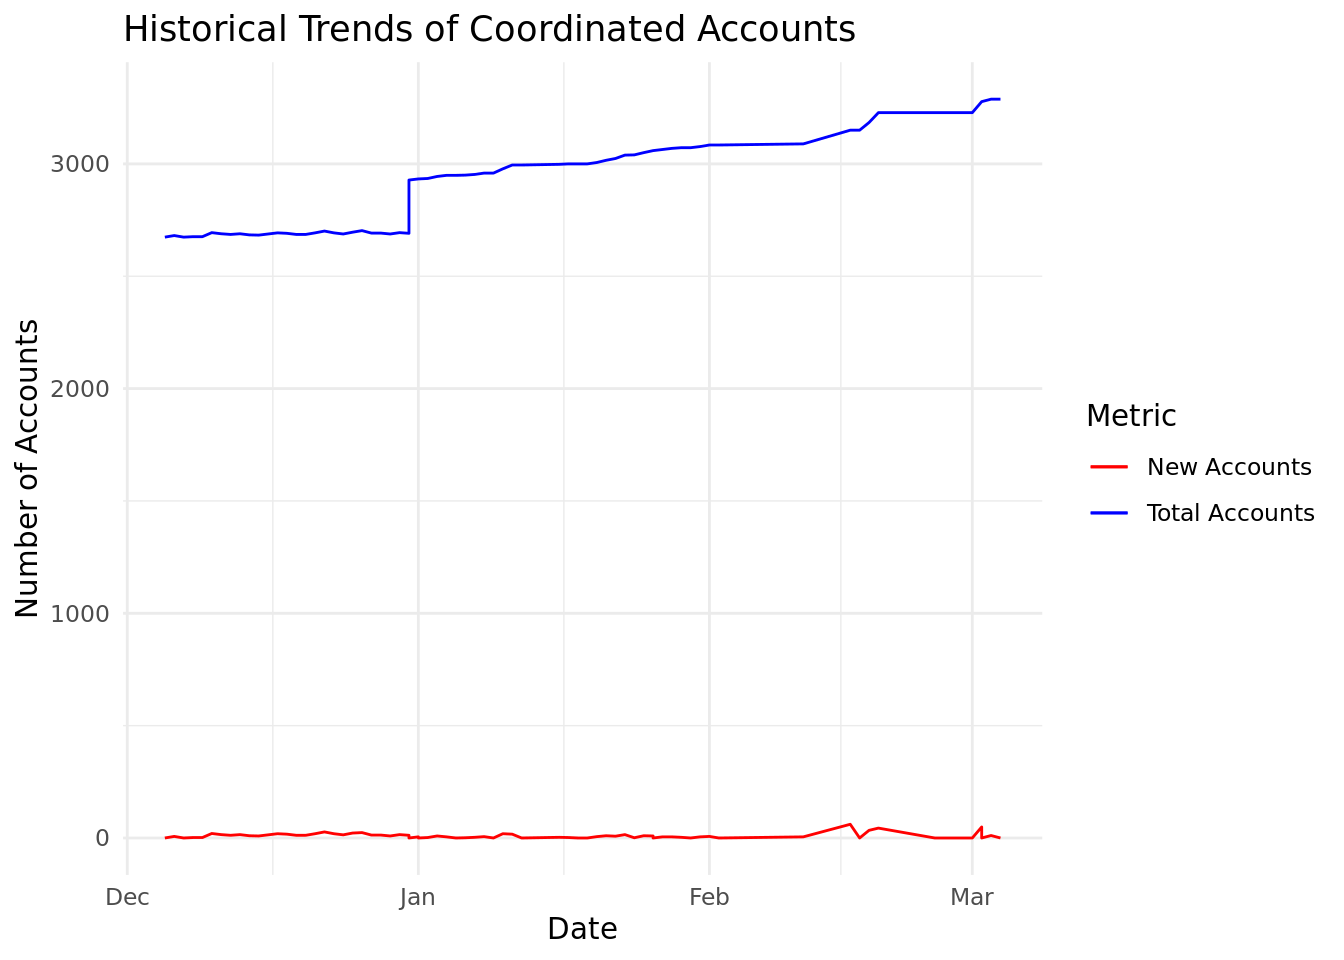 Historical Trends of Coordinated Accounts
Number of Accounts
3000
2000
1000
0
Dec
Jan
Feb
Mar
Date
Metric
New Accounts
Total Accounts